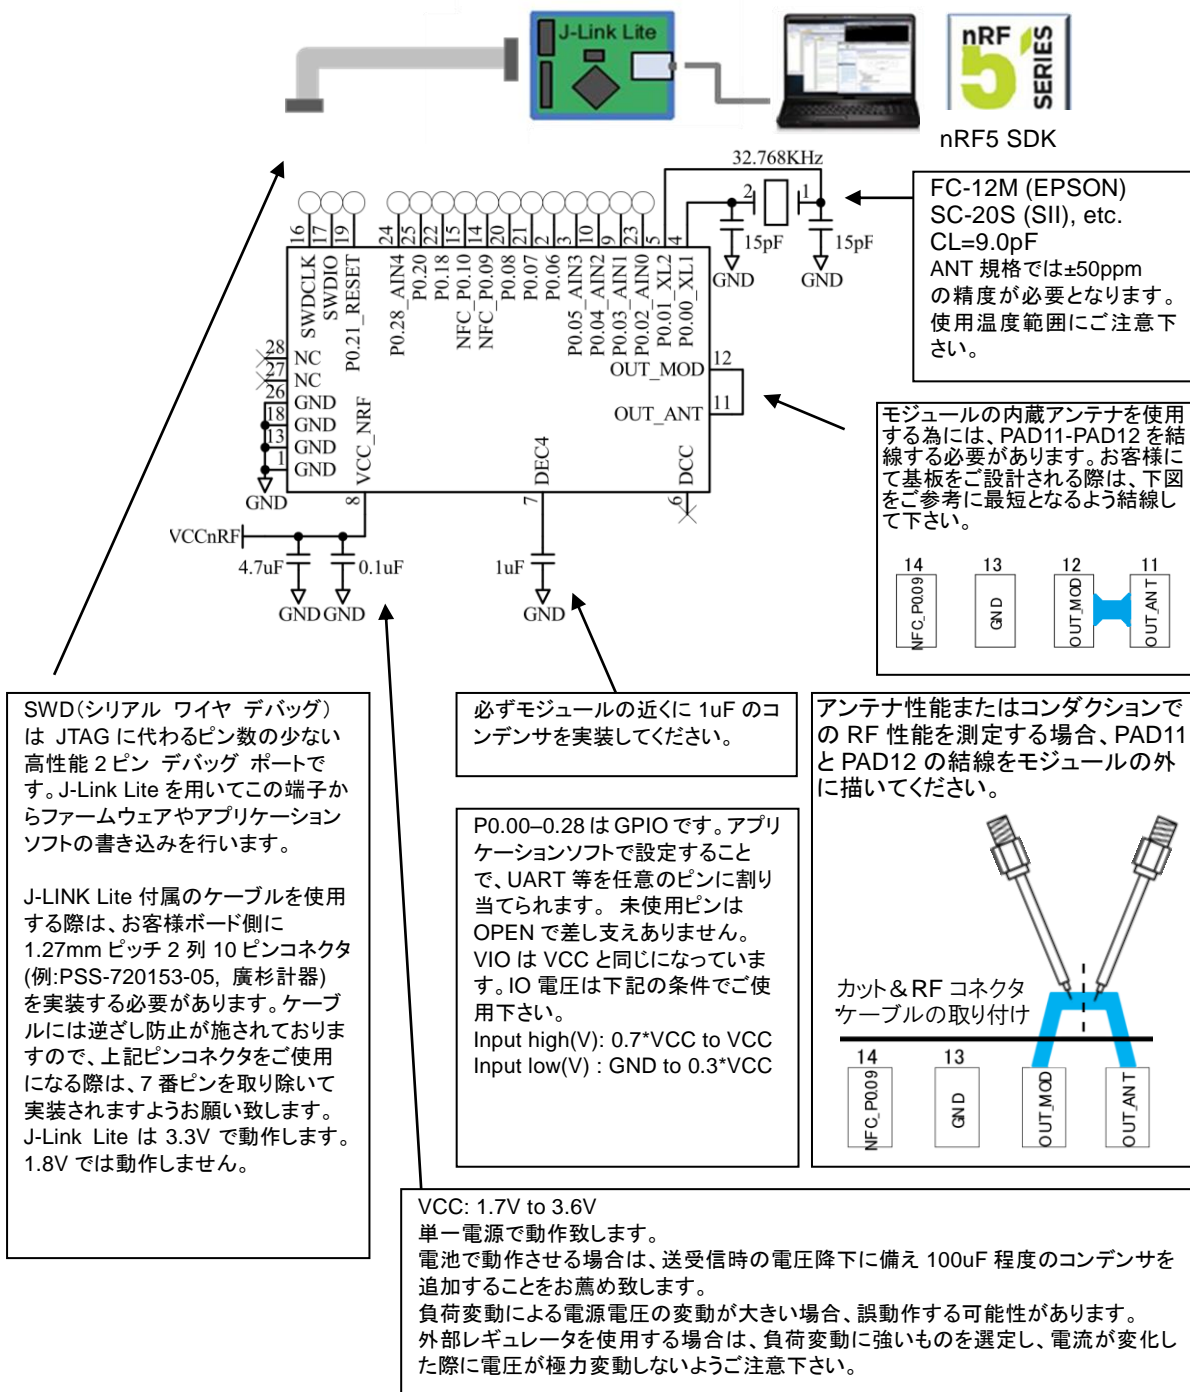 J-Link Lite
nRF
5
SERIES
nRF5 SDK
32.768KHz
2
1
15pF
15pF
GND
GND
FC-12M (EPSON)
SC-20S (SII), etc.
CL=9.0pF
ANT 規格では±50ppm
の精度が必要となります。
使用温度範囲にご注意下
さい。
16
17
19
24
25
22
15
14
20
21
2
3
10
9
23
5
4
SWDCLK
SWDIO
P0.21_RESET
P0.28_AIN4
P0.20
P0.18
NFC_P0.10
NFC_P0.09
P0.08
P0.07
P0.06
P0.05_AIN3
P0.04_AIN2
P0.03_AIN1
P0.02_AIN0
P0.01_XL2
P0.00_XL1
28 NC
27 NC
26 GND
18 GND
13 GND
1 GND
GND
OUT_MOD 12
OUT_ANT 11
VCC_NRF
8
DEC4
7
DCC
6
VCCnRF
4.7uF
0.1uF
1uF
GND
GND
GND
モジュールの内蔵アンテナを使用
する為には、PAD11-PAD12 を結
線する必要があります。お客様に
て基板をご設計される際は、下図
をご参考に最短となるよう結線し
て下さい。
14
13
12
11
NFC_P0.09
GND
OUT_MOD
OUT_ANT
SWD(シリアル ワイヤ デバッグ)
は JTAG に代わるピン数の少ない
高性能 2 ピン デバッグ ポートで
す。J-Link Lite を用いてこの端子か
らファームウェアやアプリケーション
ソフトの書き込みを行います。
J-LINK Lite 付属のケーブルを使用
する際は、お客様ボード側に
1.27mm ピッチ 2 列 10 ピンコネクタ
(例:PSS-720153-05, 廣杉計器)
を実装する必要があります。ケーブ
ルには逆ざし防止が施されておりま
すので、上記ピンコネクタをご使用
になる際は、7 番ピンを取り除いて
実装されますようお願い致します。
J-Link Lite は 3.3V で動作します。
1.8V では動作しません。
必ずモジュールの近くに 1uF のコ
ンデンサを実装してください。
P0.00–0.28 は GPIO です。アプリ
ケーションソフトで設定すること
で、UART 等を任意のピンに割り
当てられます。 未使用ピンは
OPEN で差し支えありません。
VIO は VCC と同じになっていま
す。IO 電圧は下記の条件でご使
用下さい。
Input high(V): 0.7*VCC to VCC
Input low(V) : GND to 0.3*VCC
アンテナ性能またはコンダクションで
の RF 性能を測定する場合、PAD11
と PAD12 の結線をモジュールの外
に描いてください。
カット＆RF コネクタ
ケーブルの取り付け
14
13
NFC_P0.09
GND
OUT_MOD
OUT_ANT
VCC: 1.7V to 3.6V
単一電源で動作致します。
電池で動作させる場合は、送受信時の電圧降下に備え 100uF 程度のコンデンサを
追加することをお薦め致します。
負荷変動による電源電圧の変動が大きい場合、誤動作する可能性があります。
外部レギュレータを使用する場合は、負荷変動に強いものを選定し、電流が変化し
た際に電圧が極力変動しないようご注意下さい。